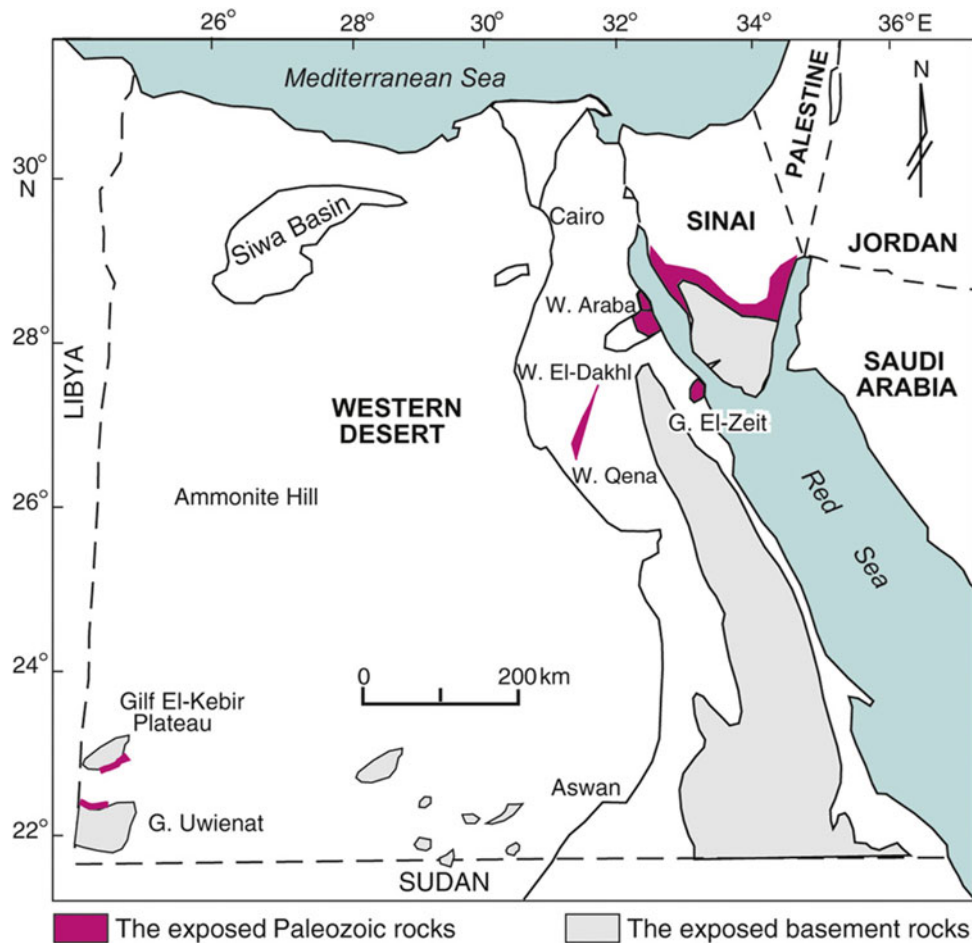 26° 28° 30° 32° 34° 36°E
Mediterranean Sea
N
PALESTINE
30°
N
Siwa Basin
Cairo
SINAI
JORDAN
W. Araba
28°
LIBYA
W. El-Dakhl
SAUDI
ARABIA
WESTERN
DESERT
G. El-Zeit
W. Qena
Red
Sea
Ammonite Hill
26°
24°
0 200 km
Gilf El-Kebir
Plateau
Aswan
G. Uwienat
22°
SUDAN
The exposed Paleozoic rocks
The exposed basement rocks